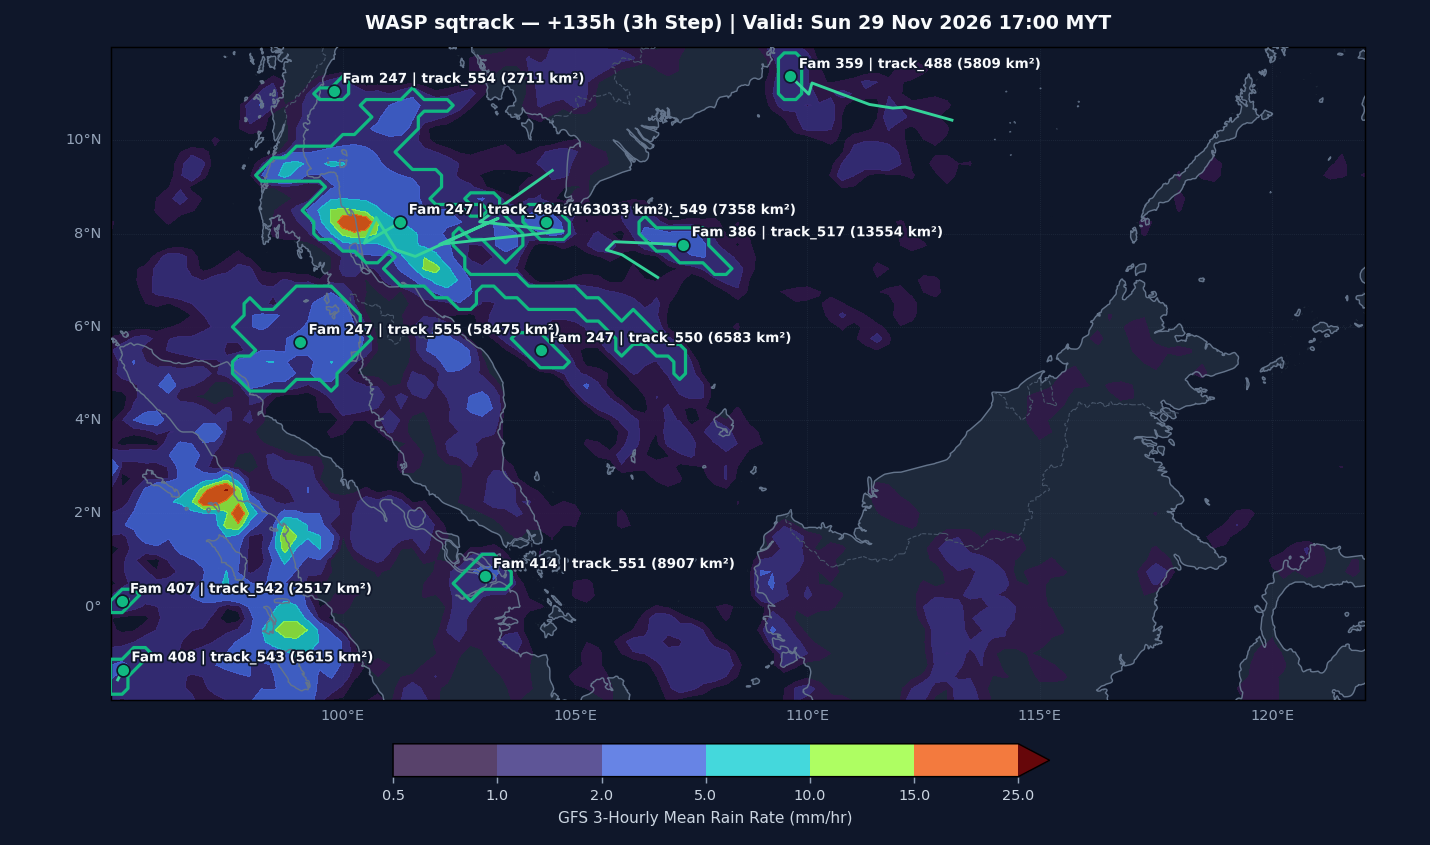 WASP sqtrack — +135h (3h Step) | Valid: Sun 29 Nov 2026 17:00 MYT
Fam 359 | track_488 (5809 km²)
Fam 247 | track_554 (2711 km²)
10°N
Fam 247 | track_484 (163033 km²)
_549 (7358 km²)
8°N
Fam 386 | track_517 (13554 km²)
6°N
Fam 247 | track_555 (58475 km²)
Fam 247 | track_550 (6583 km²)
4°N
2°N
Fam 414 | track_551 (8907 km²)
Fam 407 | track_542 (2517 km²)
0°
Fam 408 | track_543 (5615 km²)
100°E 105°E 110°E 115°E 120°E
0.5 1.0 2.0 5.0 10.0 15.0 25.0
GFS 3-Hourly Mean Rain Rate (mm/hr)